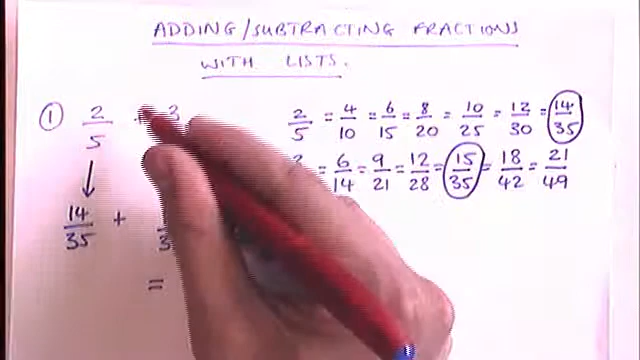 ADDING/SUBTRACTING FRACTIONS
WITH LISTS.
① 2/5 + 3
2/5 = 4/10 = 6/15 = 8/20 = 10/25 = 12/30 = 14/35
= 6/14 = 9/21 = 12/28 = 15/35 = 18/42 = 21/49
14/35 +
=